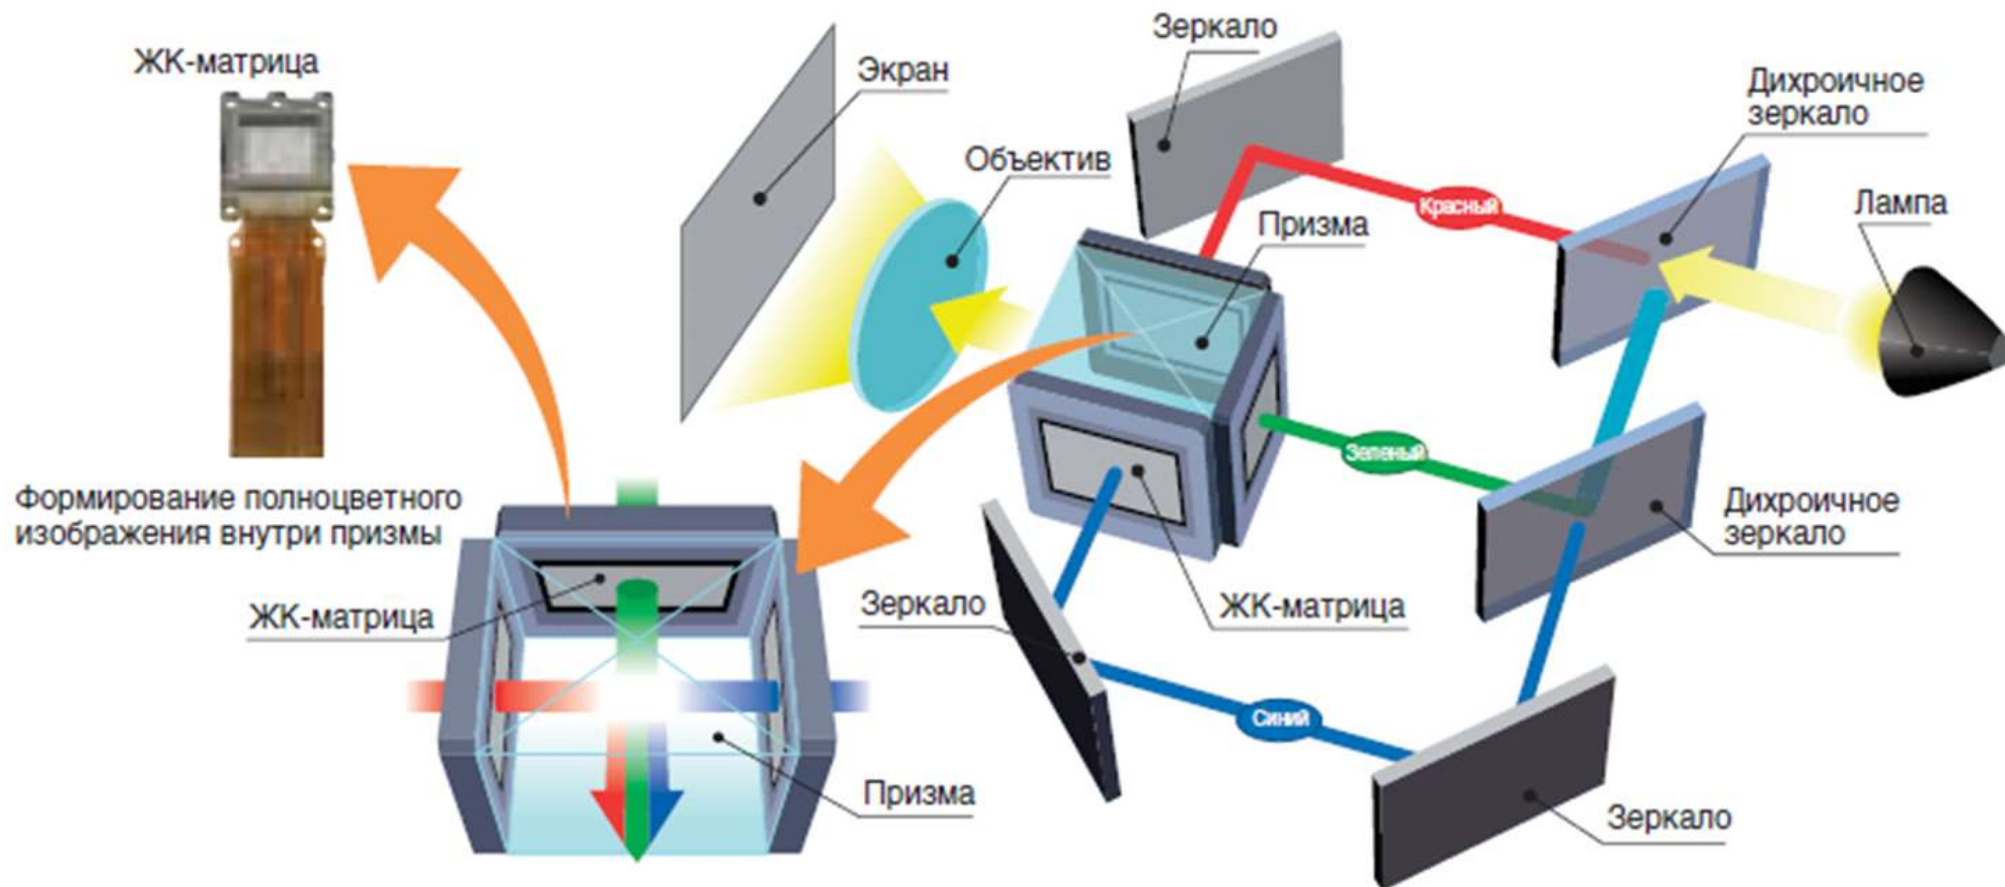 ЖК-матрица
Экран
Объектив
Зеркало
Призма
Красный
Дихроичное
зеркало
Лампа
Формирование полноцветного
изображения внутри призмы
ЖК-матрица
Призма
Зеленый
Дихроичное
зеркало
Зеркало
ЖК-матрица
Синий
Зеркало